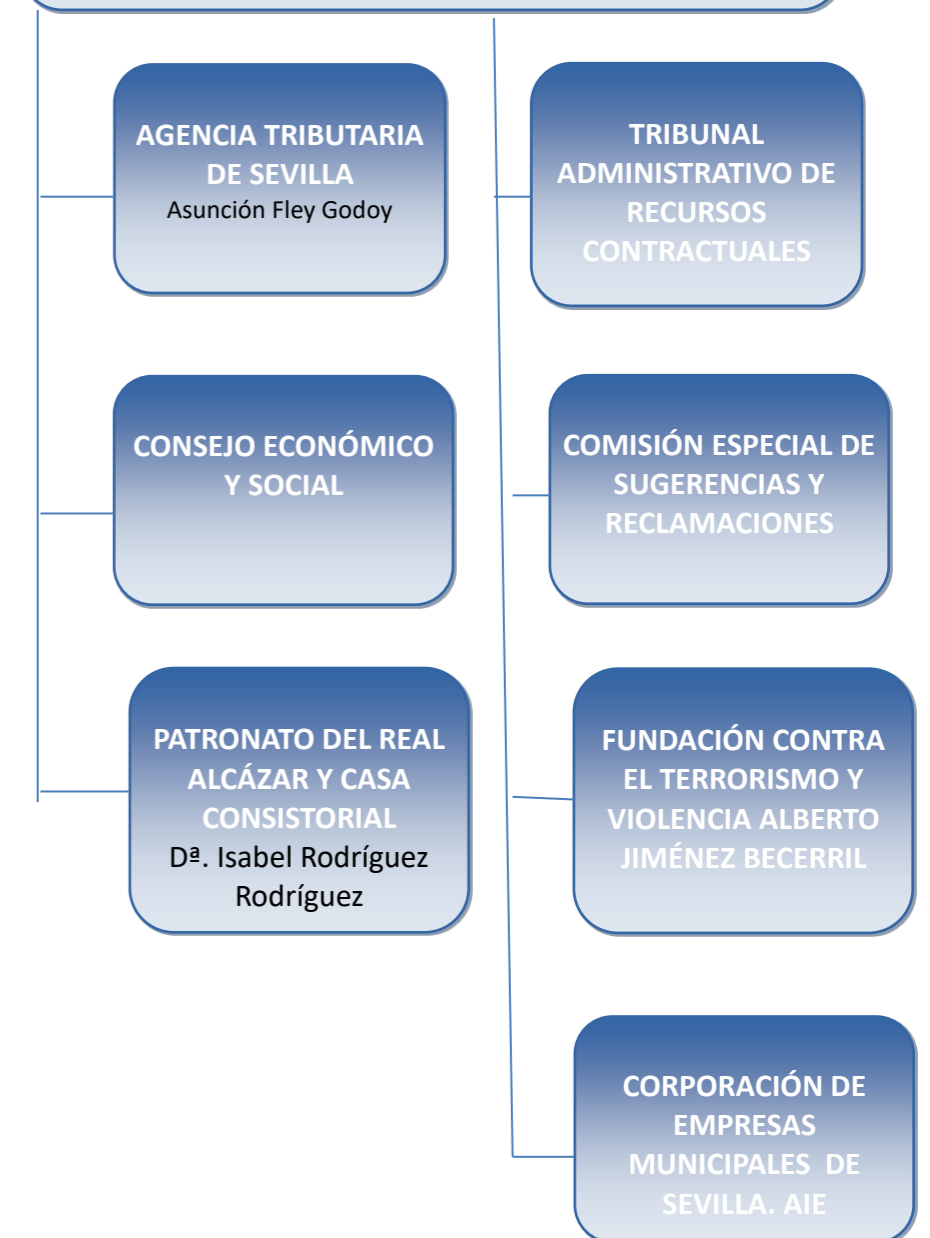 AGENCIA TRIBUTARIA
DE SEVILLA
Asunción Fley Godoy
TRIBUNAL
ADMINISTRATIVO DE
RECURSOS
CONTRACTUALES
CONSEJO ECONÓMICO
Y SOCIAL
COMISIÓN ESPECIAL DE
SUGERENCIAS Y
RECLAMACIONES
PATRONATO DEL REAL
ALCÁZAR Y CASA
CONSISTORIAL
Dª. Isabel Rodríguez
Rodríguez
FUNDACIÓN CONTRA
EL TERRORISMO Y
VIOLENCIA ALBERTO
JIMÉNEZ BECERRIL
CORPORACIÓN DE
EMPRESAS
MUNICIPALES  DE
SEVILLA. AIE